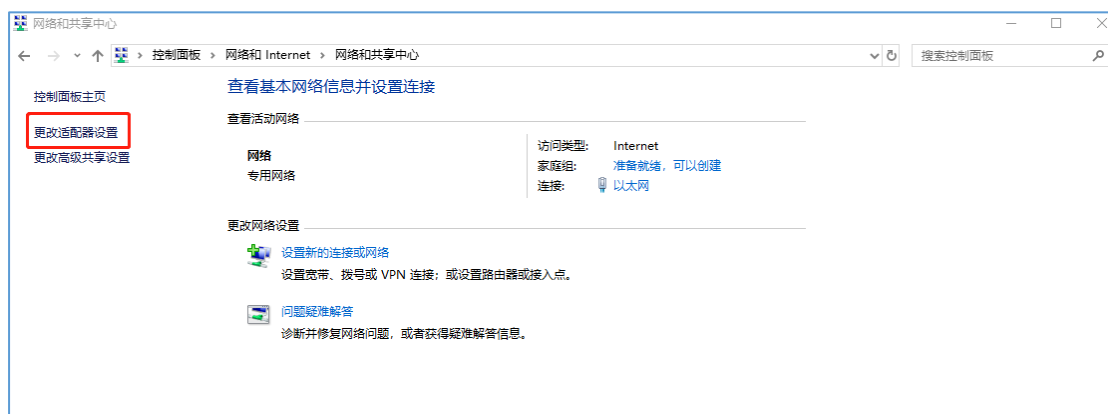 网络和共享中心
控制面板 › 网络和 Internet › 网络和共享中心
搜索控制面板
控制面板主页
更改适配器设置
更改高级共享设置
查看基本网络信息并设置连接
查看活动网络
网络
专用网络
访问类型: Internet
家庭组: 准备就绪，可以创建
连接: 以太网
更改网络设置
设置新的连接或网络
设置宽带、拨号或 VPN 连接；或设置路由器或接入点。
问题疑难解答
诊断并修复网络问题，或者获得疑难解答信息。